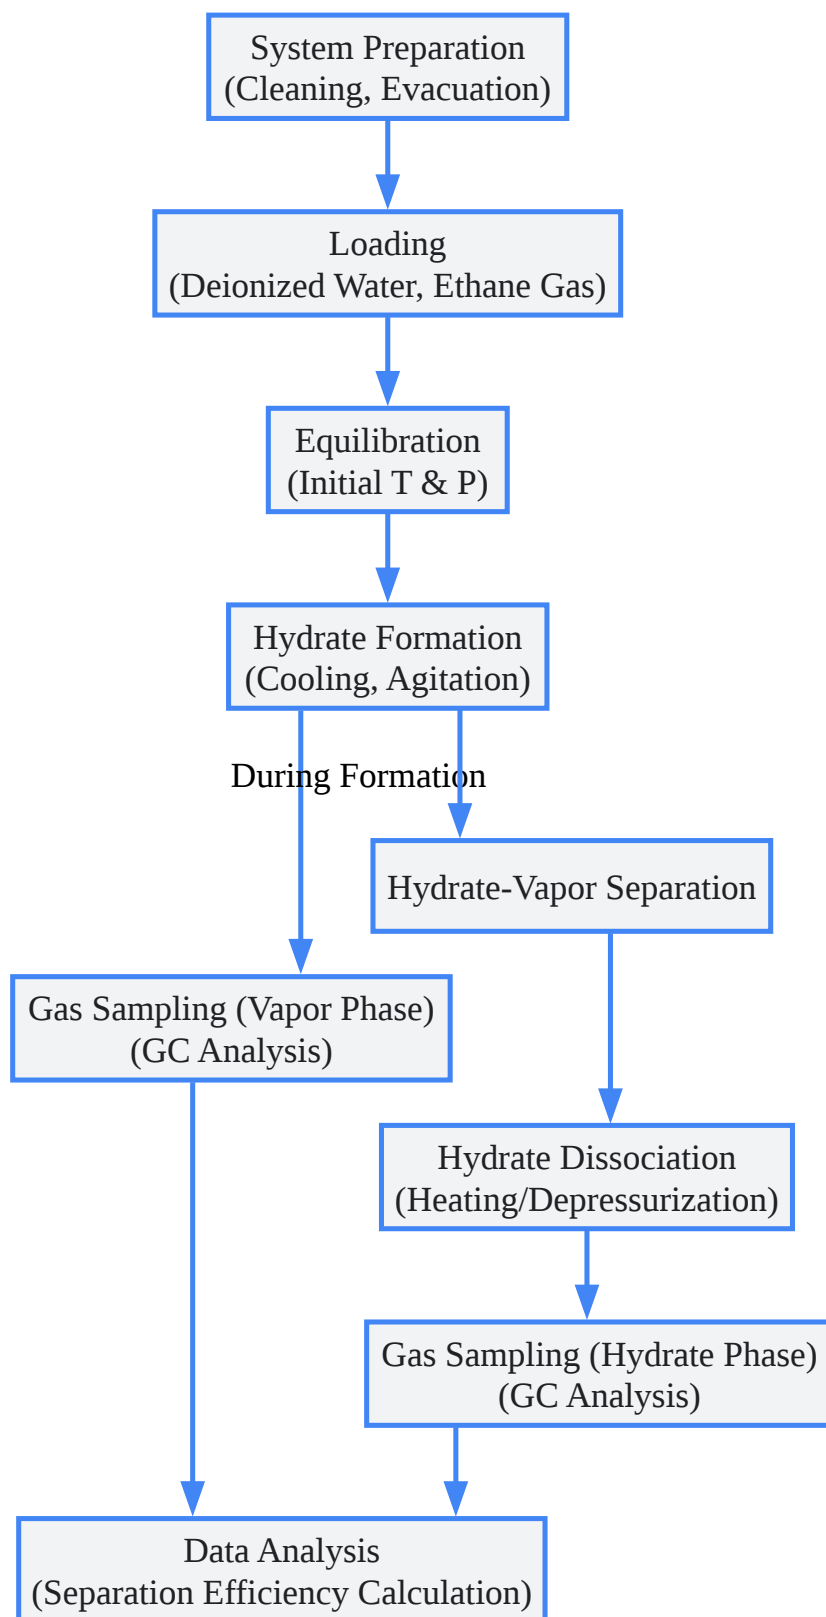 System Preparation
(Cleaning, Evacuation)
Loading
(Deionized Water, Ethane Gas)
Equilibration
(Initial T & P)
Hydrate Formation
(Cooling, Agitation)
During Formation
Hydrate-Vapor Separation
Gas Sampling (Vapor Phase)
(GC Analysis)
Hydrate Dissociation
(Heating/Depressurization)
Gas Sampling (Hydrate Phase)
(GC Analysis)
Data Analysis
(Separation Efficiency Calculation)